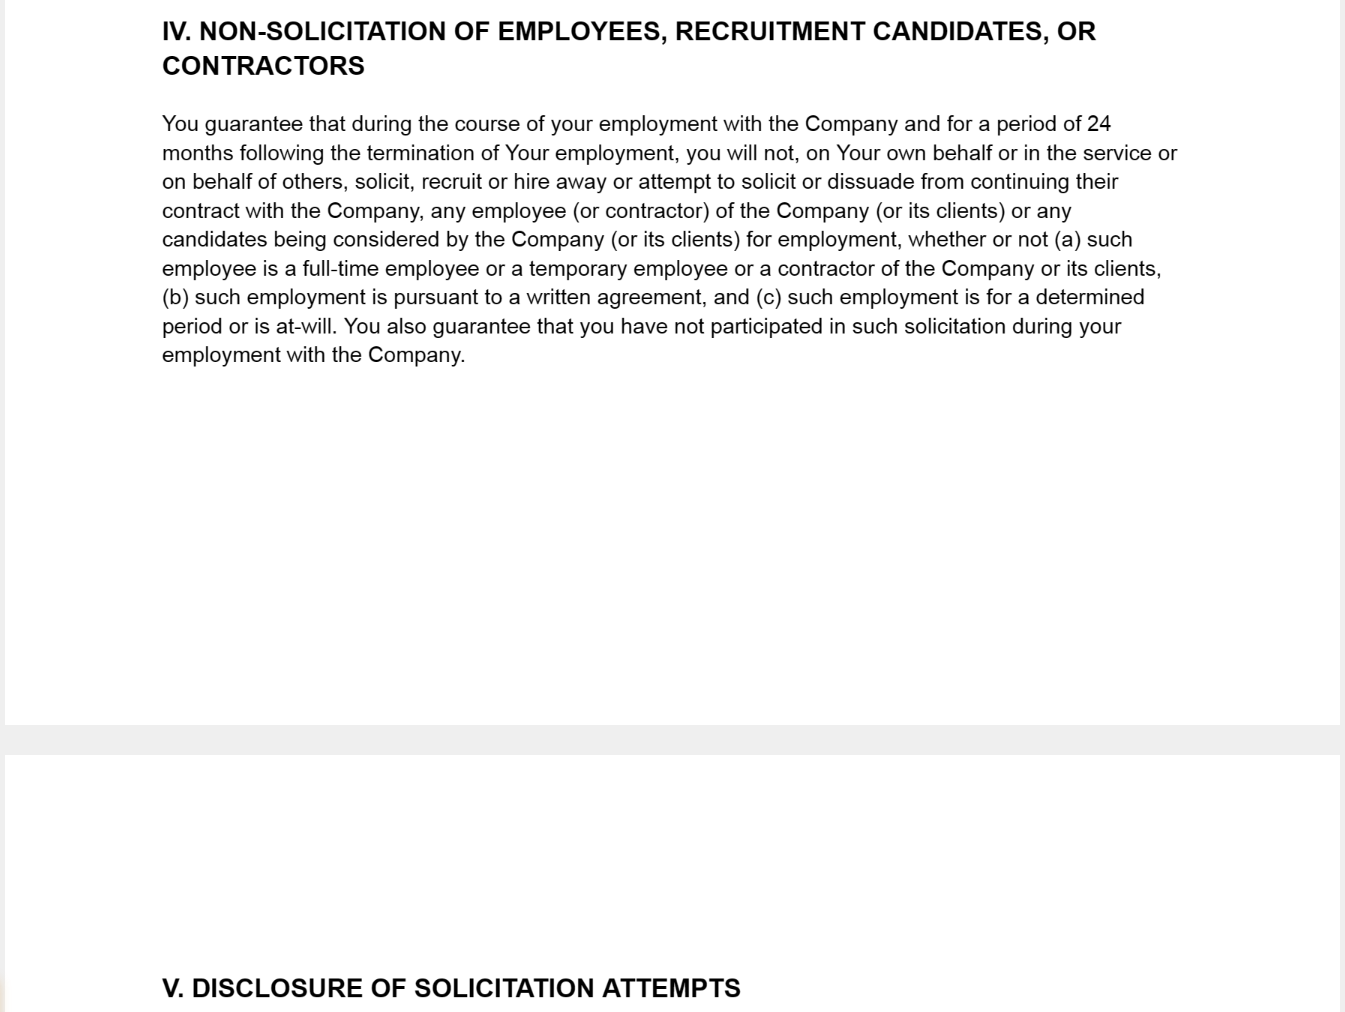 IV. NON-SOLICITATION OF EMPLOYEES, RECRUITMENT CANDIDATES, OR
CONTRACTORS
You guarantee that during the course of your employment with the Company and for a period of 24
months following the termination of Your employment, you will not, on Your own behalf or in the service or
on behalf of others, solicit, recruit or hire away or attempt to solicit or dissuade from continuing their
contract with the Company, any employee (or contractor) of the Company (or its clients) or any
candidates being considered by the Company (or its clients) for employment, whether or not (a) such
employee is a full-time employee or a temporary employee or a contractor of the Company or its clients,
(b) such employment is pursuant to a written agreement, and (c) such employment is for a determined
period or is at-will. You also guarantee that you have not participated in such solicitation during your
employment with the Company.
V. DISCLOSURE OF SOLICITATION ATTEMPTS